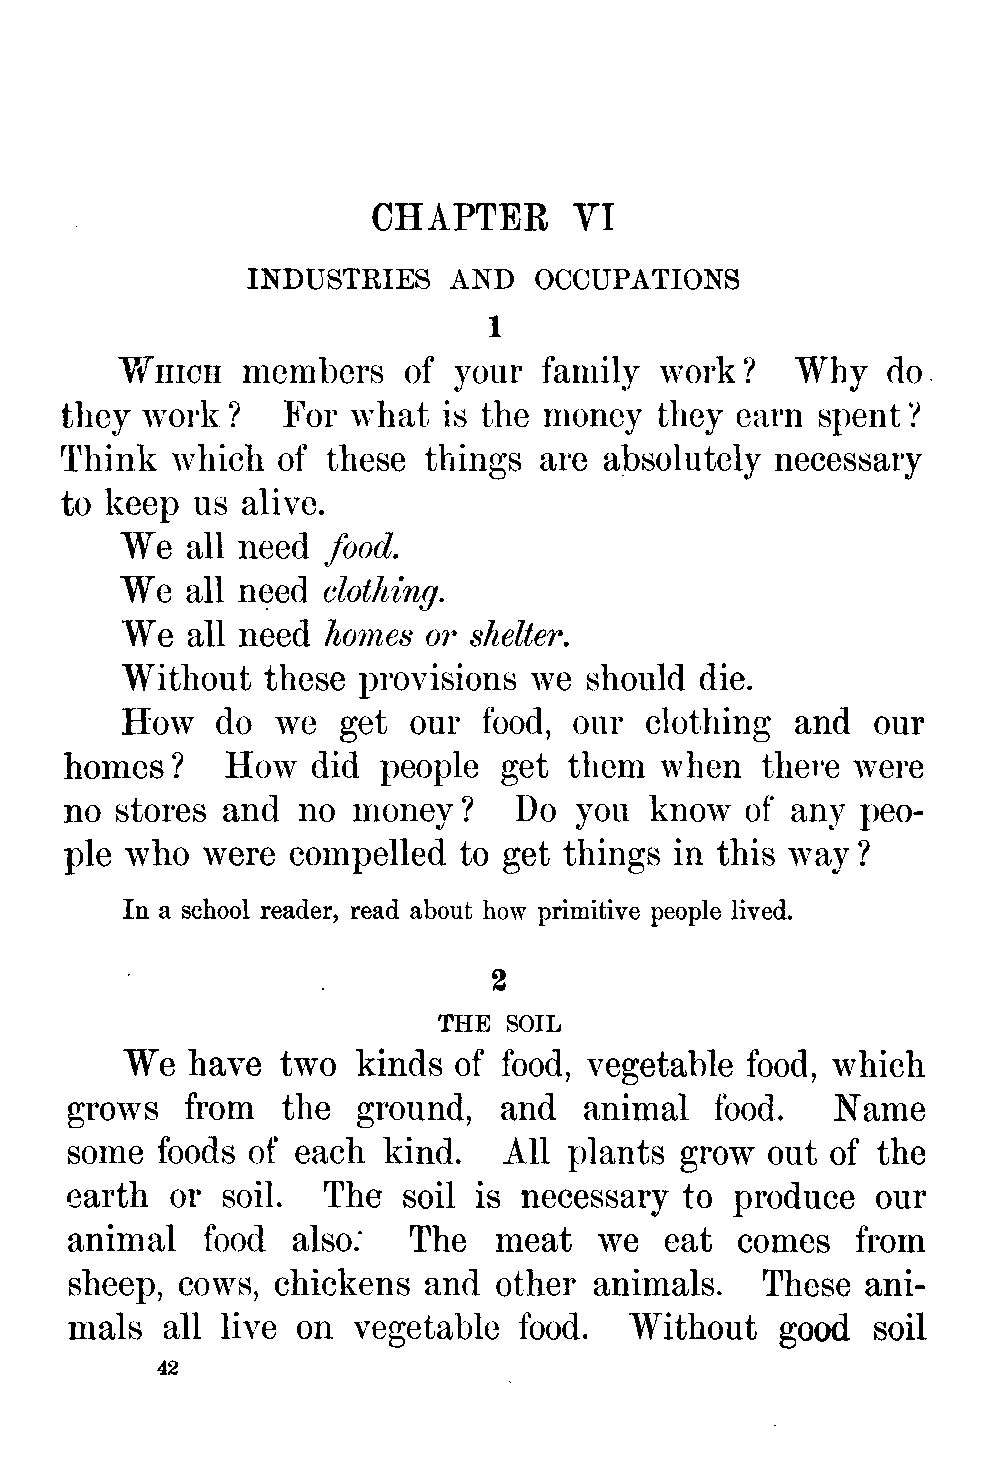 CHAPTER VI
INDUSTRIES AND OCCUPATIONS
1
WHICH members of your family work? Why do
they work? For what is the money they earn spent?
Think which of these things are absolutely necessary
to keep us alive.
We all need food.
We all need clothing.
We all need homes or shelter.
Without these provisions we should die.
How do we get our food, our clothing and our
homes? How did people get them when there were
no stores and no money? Do you know of any peo-
ple who were compelled to get things in this way?
In a school reader, read about how primitive people lived.
2
THE SOIL
We have two kinds of food, vegetable food, which
grows from the ground, and animal food. Name
some foods of each kind. All plants grow out of the
earth or soil. The soil is necessary to produce our
animal food also. The meat we eat comes from
sheep, cows, chickens and other animals. These ani-
mals all live on vegetable food. Without good soil
42